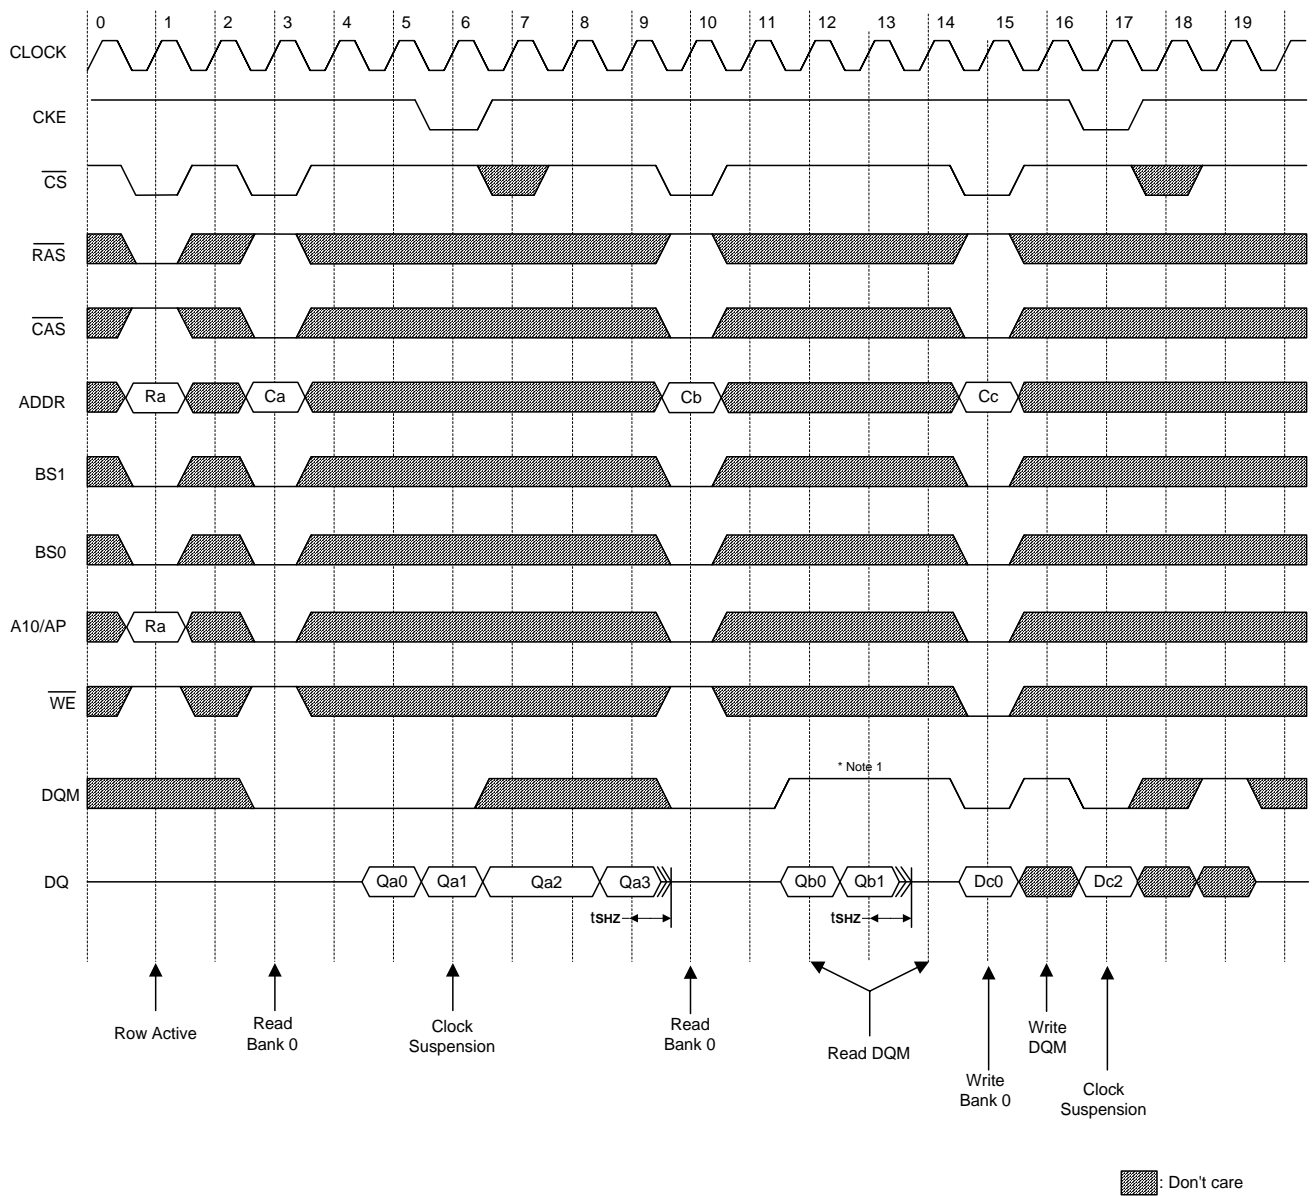 0 1 2 3 4 5 6 7 8 9 10 11 12 13 14 15 16 17 18 19
CLOCK
CKE
CS
RAS
CAS
ADDR Ra Ca Cb Cc
BS1
BS0
A10/AP Ra
WE
* Note 1
DQM
DQ Qa0 Qa1 Qa2 Qa3 Qb0 Qb1 Dc0 Dc2
tSHZ tSHZ
Row Active
Read
Bank 0
Clock
Suspension
Read
Bank 0
Read DQM
Write
Bank 0
Write
DQM
Clock
Suspension
: Don't care